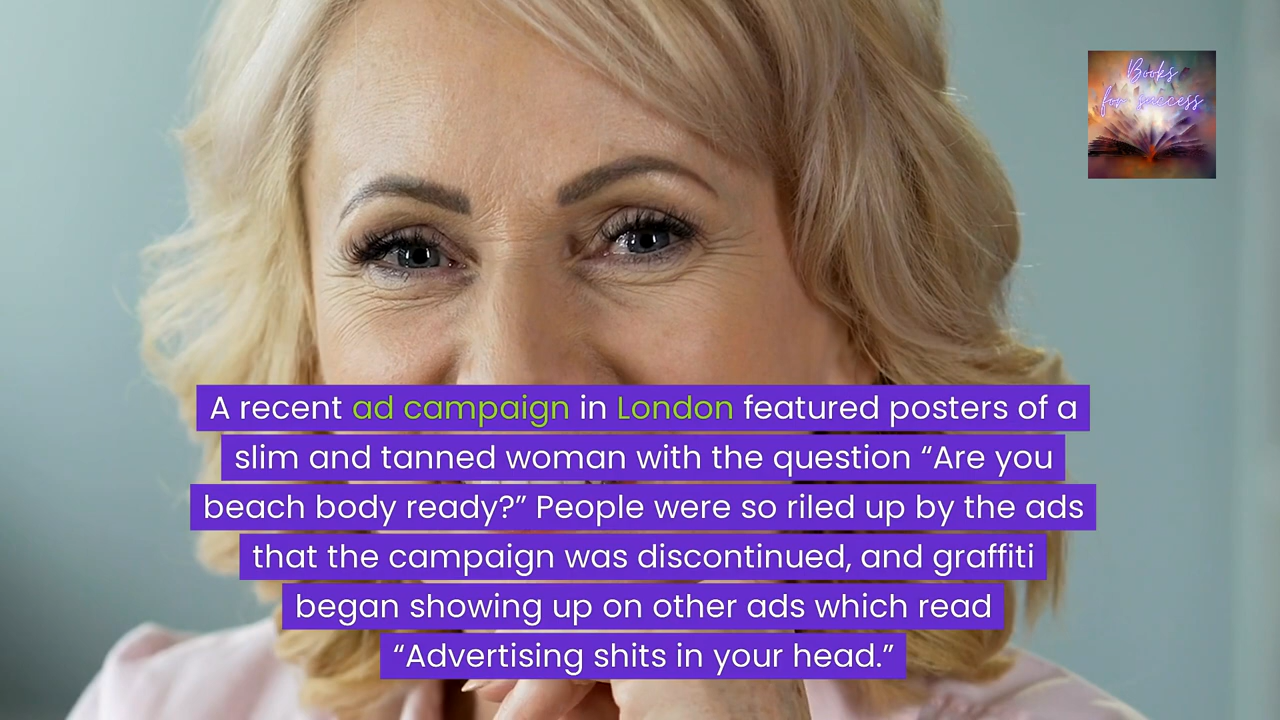 Books
for success
A recent ad campaign in London featured posters of a
slim and tanned woman with the question “Are you
beach body ready?” People were so riled up by the ads
that the campaign was discontinued, and graffiti
began showing up on other ads which read
“Advertising shits in your head.”